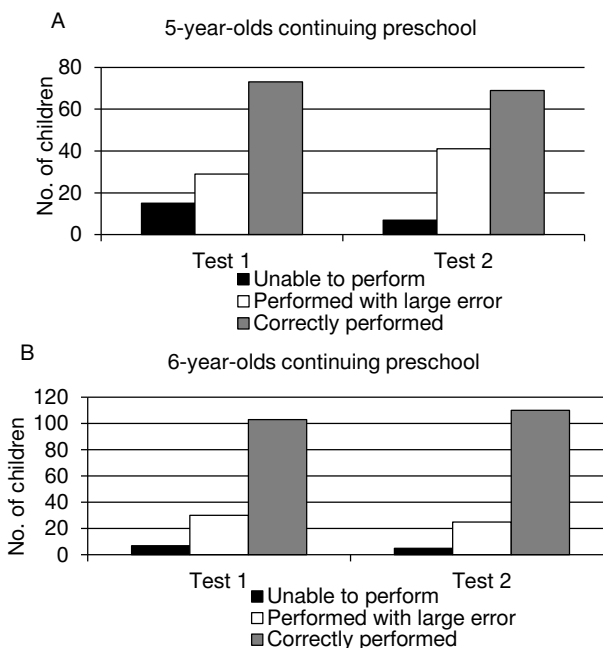 A
5-year-olds continuing preschool
No. of children
80
60
40
20
0
Test 1 Test 2
Unable to perform
Performed with large error
Correctly performed
B
6-year-olds continuing preschool
No. of children
120
100
80
60
40
20
0
Test 1 Test 2
Unable to perform
Performed with large error
Correctly performed